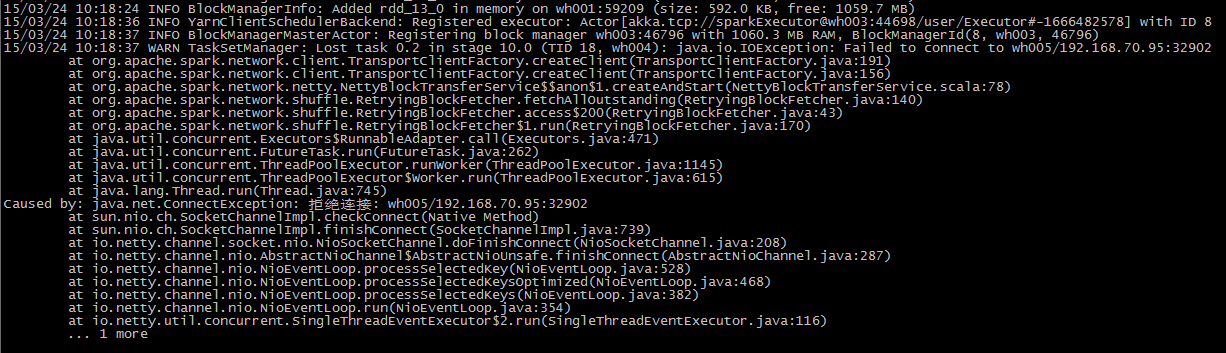 15/03/24 10:18:24 INFO BlockManagerInfo: Added rdd_13_0 in memory on wh001:59209 (size: 592.0 KB, free: 1059.7 MB)
15/03/24 10:18:36 INFO YarnClientSchedulerBackend: Registered executor: Actor[akka.tcp://sparkExecutor@wh003:44698/user/Executor#-1666482578] with ID 8
15/03/24 10:18:37 INFO BlockManagerMasterActor: Registering block manager wh003:46796 with 1060.3 MB RAM, BlockManagerId(8, wh003, 46796)
15/03/24 10:18:37 WARN TaskSetManager: Lost task 0.2 in stage 10.0 (TID 18, wh004): java.io.IOException: Failed to connect to wh005/192.168.70.95:32902
at org.apache.spark.network.client.TransportClientFactory.createClient(TransportClientFactory.java:191)
at org.apache.spark.network.client.TransportClientFactory.createClient(TransportClientFactory.java:156)
at org.apache.spark.network.netty.NettyBlockTransferService$$anon$1.createAndStart(NettyBlockTransferService.scala:78)
at org.apache.spark.network.shuffle.RetryingBlockFetcher.fetchAllOutstanding(RetryingBlockFetcher.java:140)
at org.apache.spark.network.shuffle.RetryingBlockFetcher.access$200(RetryingBlockFetcher.java:43)
at org.apache.spark.network.shuffle.RetryingBlockFetcher$1.run(RetryingBlockFetcher.java:170)
at java.util.concurrent.Executors$RunnableAdapter.call(Executors.java:471)
at java.util.concurrent.FutureTask.run(FutureTask.java:262)
at java.util.concurrent.ThreadPoolExecutor.runWorker(ThreadPoolExecutor.java:1145)
at java.util.concurrent.ThreadPoolExecutor$Worker.run(ThreadPoolExecutor.java:615)
at java.lang.Thread.run(Thread.java:745)
Caused by: java.net.ConnectException: 拒绝连接: wh005/192.168.70.95:32902
at sun.nio.ch.SocketChannelImpl.checkConnect(Native Method)
at sun.nio.ch.SocketChannelImpl.finishConnect(SocketChannelImpl.java:739)
at io.netty.channel.socket.nio.NioSocketChannel.doFinishConnect(NioSocketChannel.java:208)
at io.netty.channel.nio.AbstractNioChannel$AbstractNioUnsafe.finishConnect(AbstractNioChannel.java:287)
at io.netty.channel.nio.NioEventLoop.processSelectedKey(NioEventLoop.java:528)
at io.netty.channel.nio.NioEventLoop.processSelectedKeysOptimized(NioEventLoop.java:468)
at io.netty.channel.nio.NioEventLoop.processSelectedKeys(NioEventLoop.java:382)
at io.netty.channel.nio.NioEventLoop.run(NioEventLoop.java:354)
at io.netty.util.concurrent.SingleThreadEventExecutor$2.run(SingleThreadEventExecutor.java:116)
... 1 more